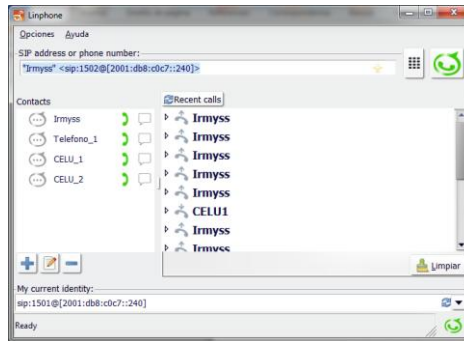 Linphone
Opciones Ayuda
SIP address or phone number:
"Irmyss" <sip:1502@[2001:db8:c0c7::240]>
Contacts
Recent calls
Irmyss
Telefono_1
CELU_1
CELU_2
Irmyss
Irmyss
Irmyss
Irmyss
Irmyss
CELU1
Irmyss
Irmyss
Limpiar
My current identity:
sip:1501@[2001:db8:c0c7::240]
Ready